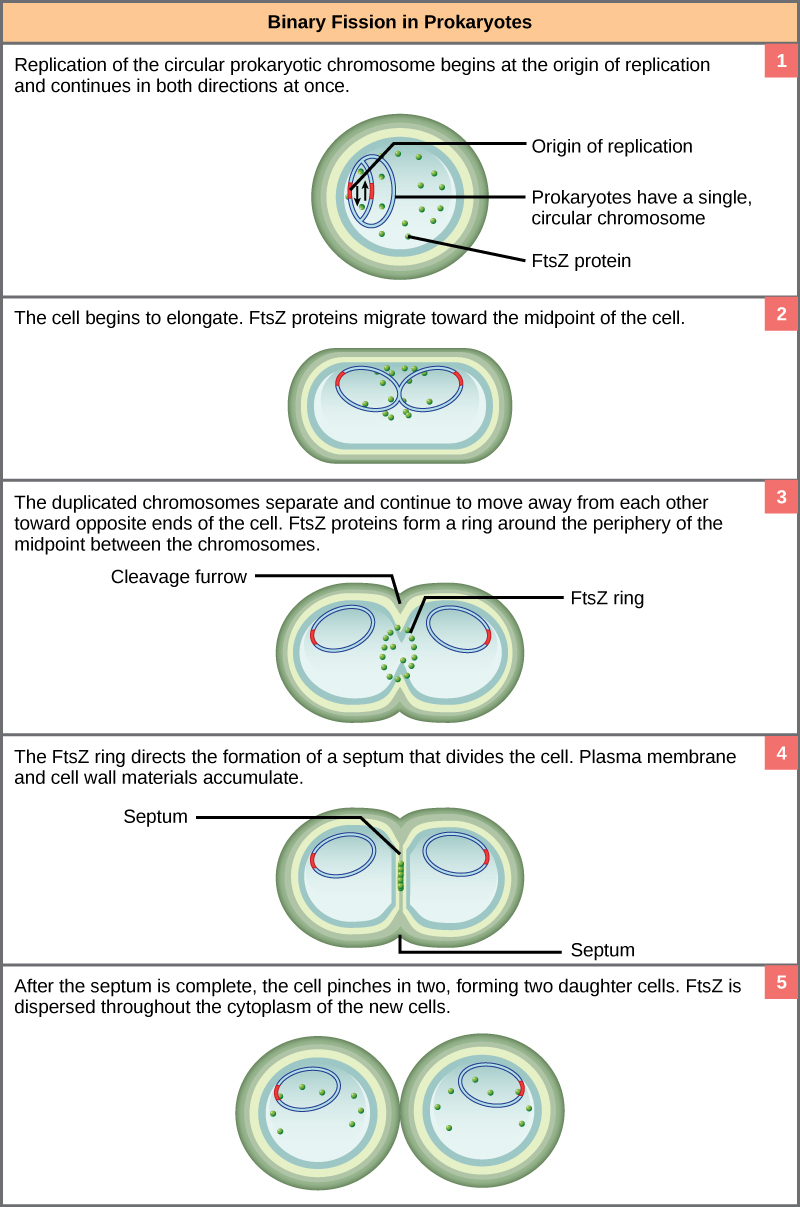 Binary Fission in Prokaryotes
1
Replication of the circular prokaryotic chromosome begins at the origin of replication
and continues in both directions at once.
Origin of replication
Prokaryotes have a single,
circular chromosome
FtsZ protein
2
The cell begins to elongate. FtsZ proteins migrate toward the midpoint of the cell.
3
The duplicated chromosomes separate and continue to move away from each other
toward opposite ends of the cell. FtsZ proteins form a ring around the periphery of the
midpoint between the chromosomes.
Cleavage furrow
FtsZ ring
4
The FtsZ ring directs the formation of a septum that divides the cell. Plasma membrane
and cell wall materials accumulate.
Septum
Septum
5
After the septum is complete, the cell pinches in two, forming two daughter cells. FtsZ is
dispersed throughout the cytoplasm of the new cells.